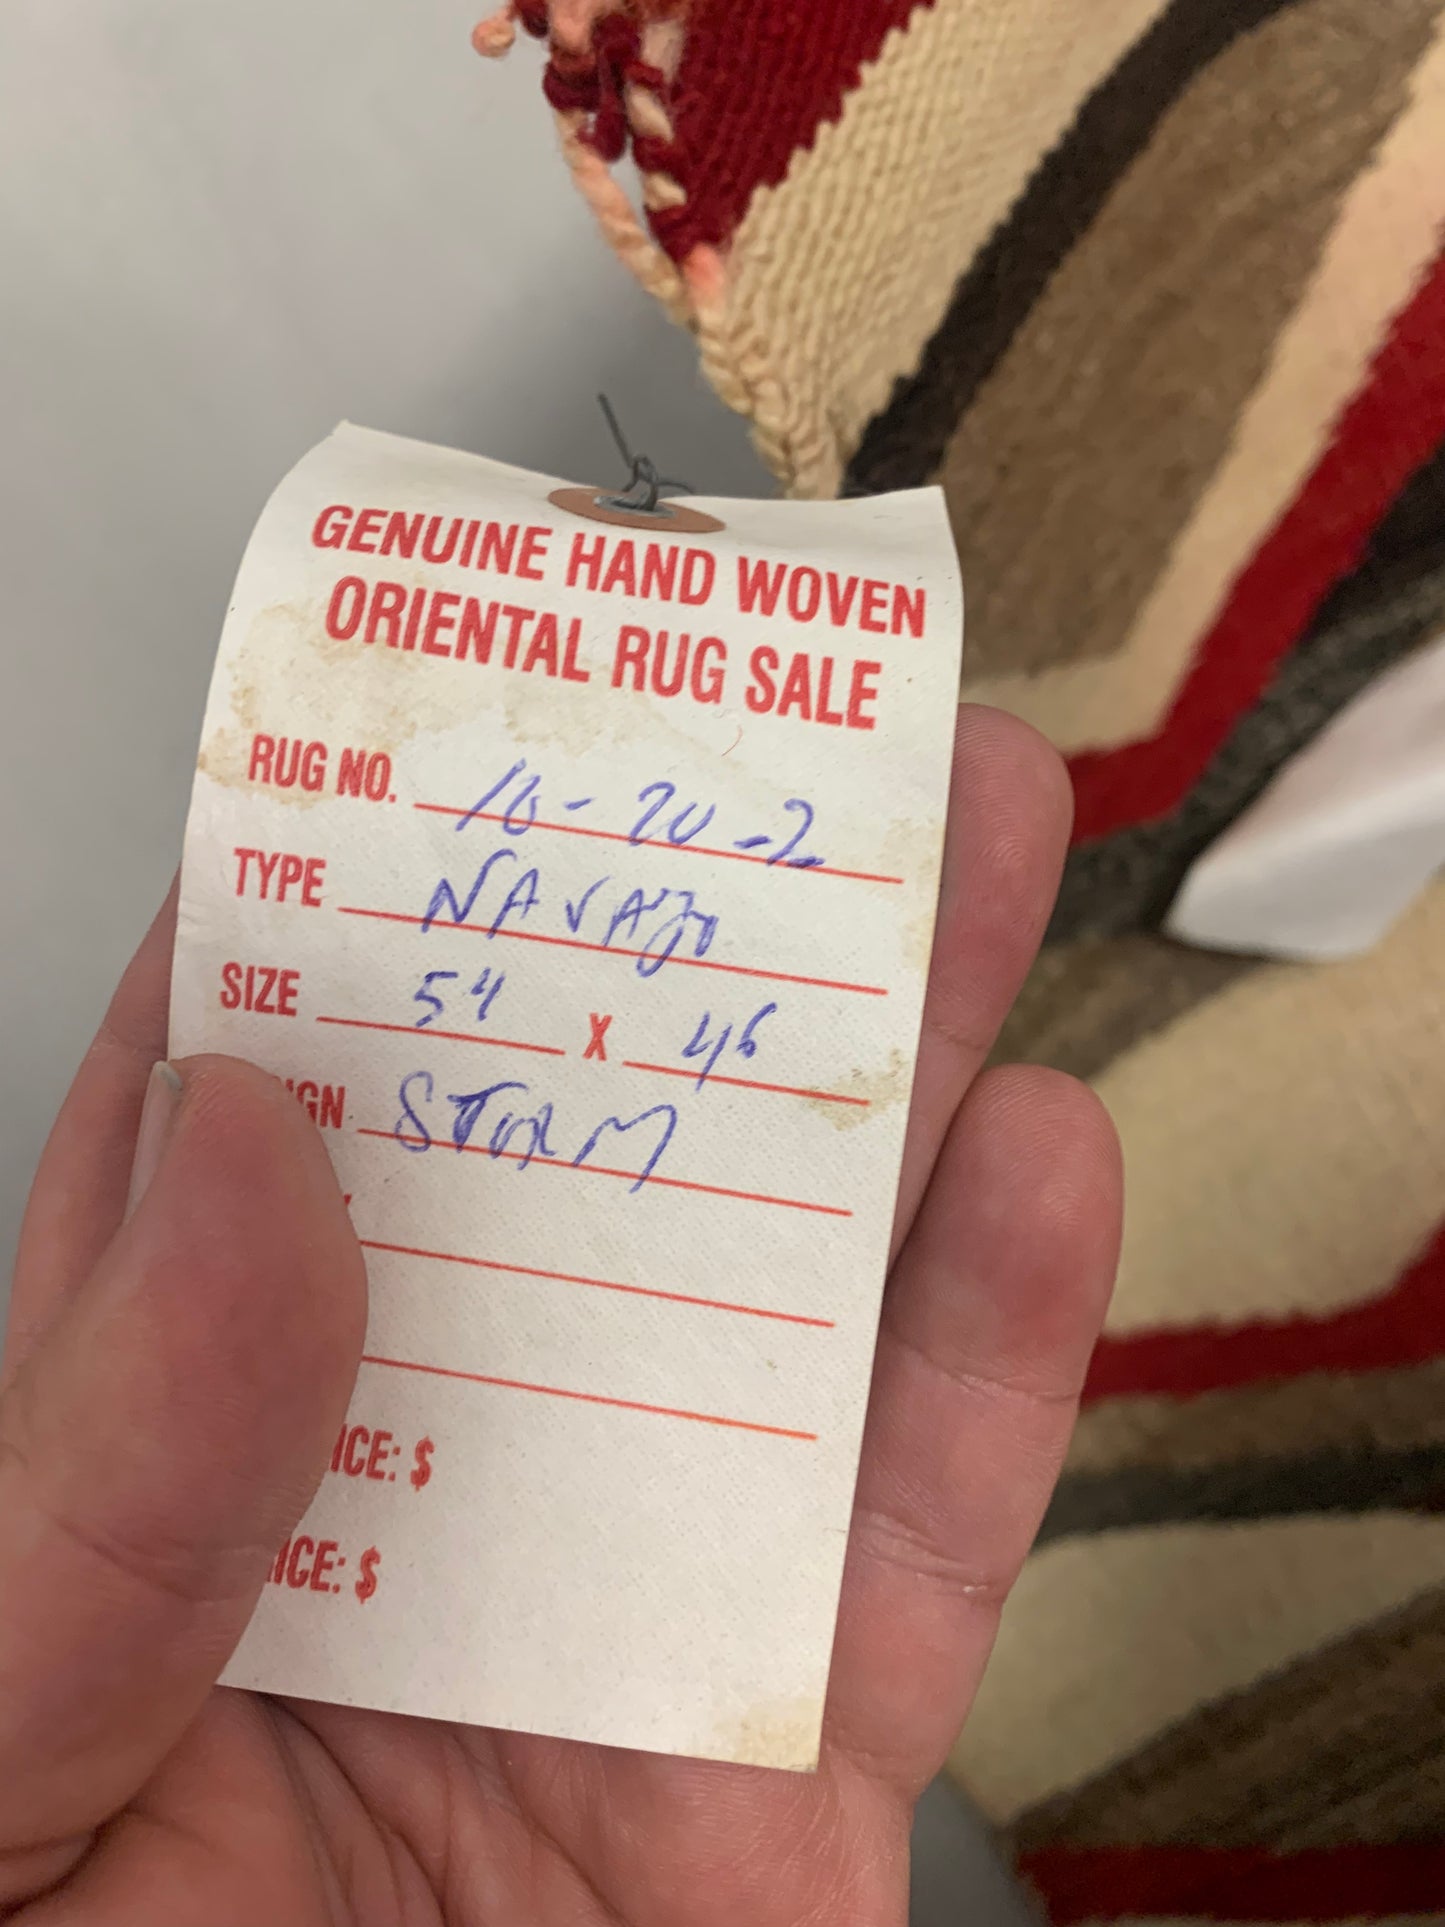 GENUINE HAND WOVEN
ORIENTAL RUG SALE
RUG NO. 10-20-2
TYPE NAVAJO
SIZE 54 X 46
IGN STORM
ICE: $
ICE: $